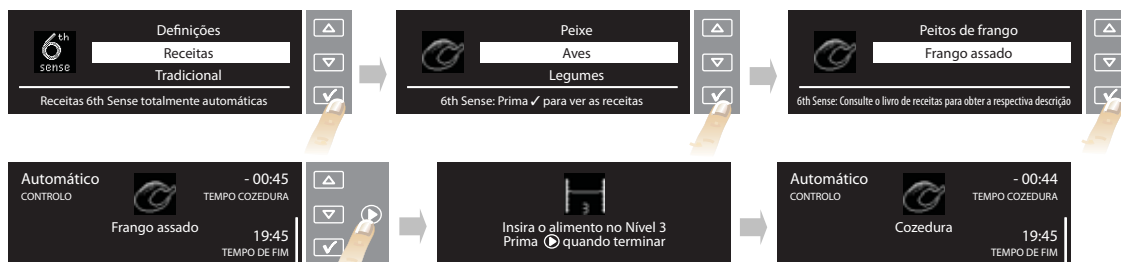 6th
sense
Definições
Receitas
Tradicional
Receitas 6th Sense totalmente automáticas
Peixe
Aves
Legumes
6th Sense: Prima ✓ para ver as receitas
Peitos de frango
Frango assado
6th Sense: Consulte o livro de receitas para obter a respectiva descrição
Automático
CONTROLO
- 00:45
TEMPO COZEDURA
Frango assado
19:45
TEMPO DE FIM
3
Insira o alimento no Nível 3
Prima ▶ quando terminar
Automático
CONTROLO
- 00:44
TEMPO COZEDURA
Cozedura
19:45
TEMPO DE FIM